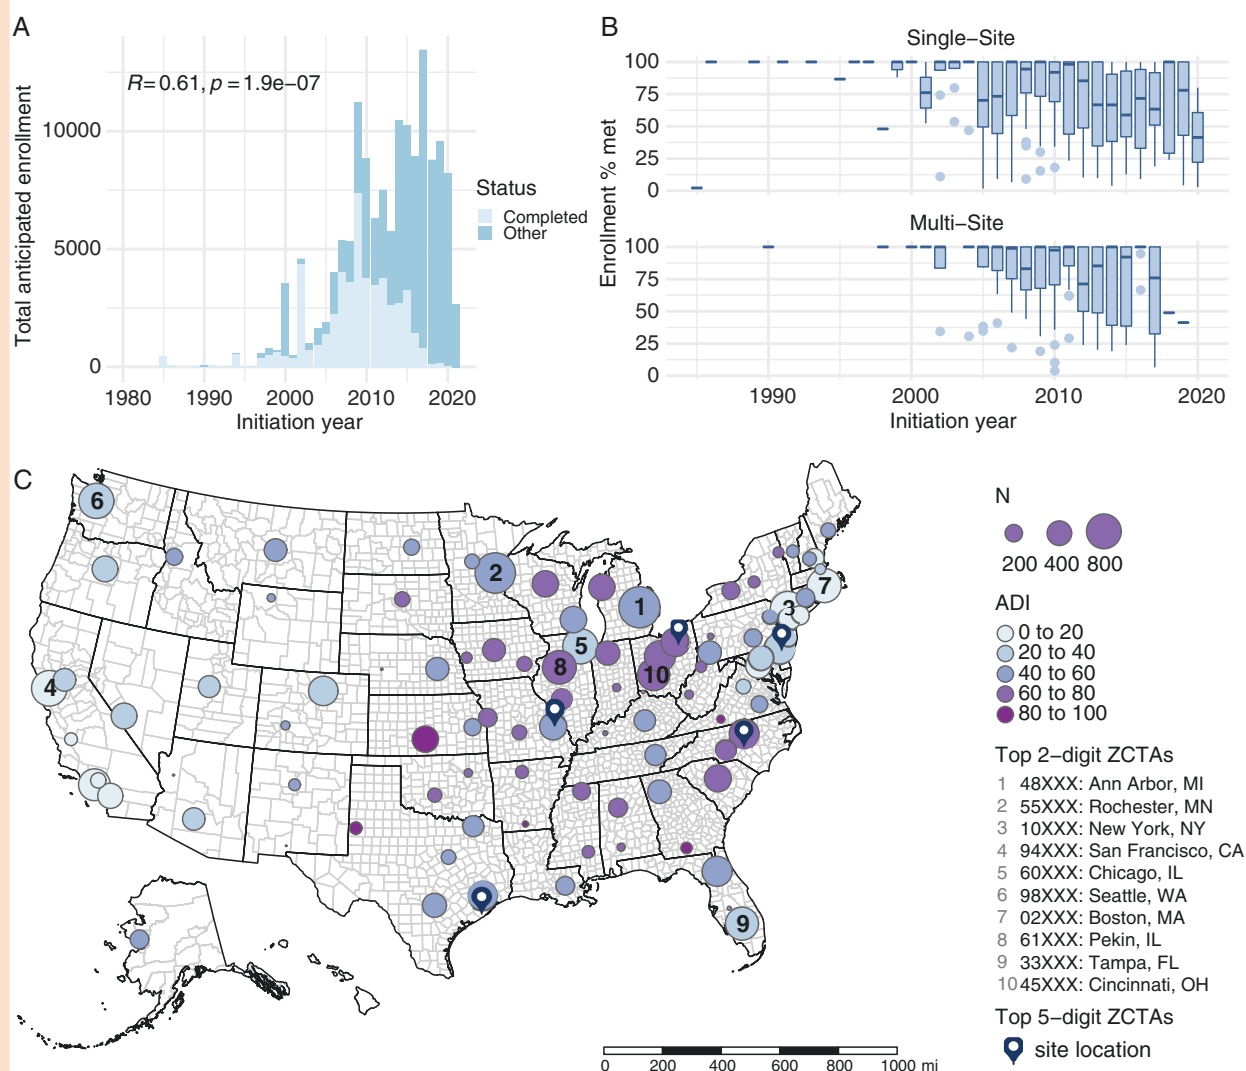 A
R=0.61, p=1.9e−07
Total anticipated enrollment
10000
5000
0
1980 1990 2000 2010 2020
Initiation year
Status
Completed
Other
B
Single−Site
Enrollment % met
100
75
50
25
0
Multi−Site
100
75
50
25
0
1990 2000 2010 2020
Initiation year
C
6
2
7
3
1
5
8
10
4
9
N
200 400 800
ADI
0 to 20
20 to 40
40 to 60
60 to 80
80 to 100
Top 2−digit ZCTAs
1 48XXX: Ann Arbor, MI
2 55XXX: Rochester, MN
3 10XXX: New York, NY
4 94XXX: San Francisco, CA
5 60XXX: Chicago, IL
6 98XXX: Seattle, WA
7 02XXX: Boston, MA
8 61XXX: Pekin, IL
9 33XXX: Tampa, FL
10 45XXX: Cincinnati, OH
Top 5−digit ZCTAs
site location
0 200 400 600 800 1000 mi